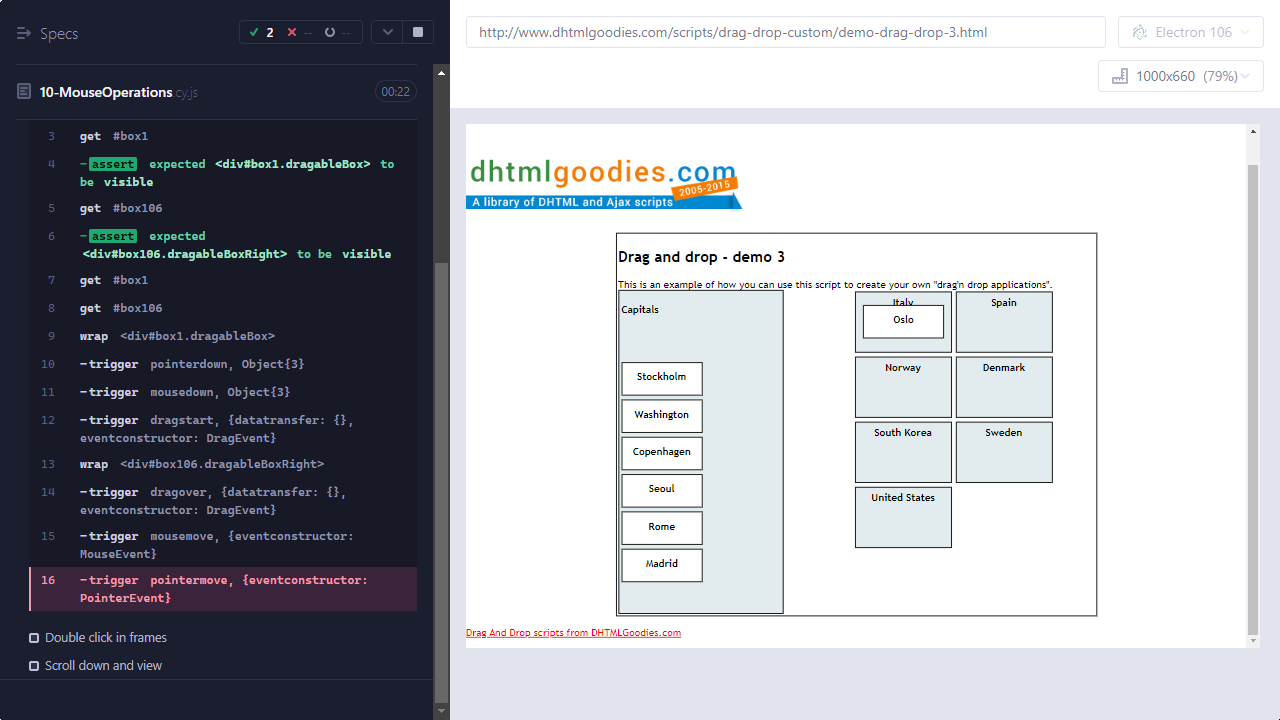 Specs
2
--
--
10-MouseOperations.cy.js
00:22
3 get #box1
4 -assert expected <div#box1.dragableBox> to
be visible
5 get #box106
6 -assert expected
<div#box106.dragableBoxRight> to be visible
7 get #box1
8 get #box106
9 wrap <div#box1.dragableBox>
10 -trigger pointerdown, Object{3}
11 -trigger mousedown, Object{3}
12 -trigger dragstart, {datatransfer: {},
eventconstructor: DragEvent}
13 wrap <div#box106.dragableBoxRight>
14 -trigger dragover, {datatransfer: {},
eventconstructor: DragEvent}
15 -trigger mousemove, {eventconstructor:
MouseEvent}
16 -trigger pointermove, {eventconstructor:
PointerEvent}
Double click in frames
Scroll down and view
http://www.dhtmlgoodies.com/scripts/drag-drop-custom/demo-drag-drop-3.html
Electron 106
1000x660 (79%)
dhtmlgoodies.com
2005-2015
A library of DHTML and Ajax scripts
Drag and drop - demo 3
This is an example of how you can use this script to create your own "drag'n drop applications".
Capitals
Stockholm
Washington
Copenhagen
Seoul
Rome
Madrid
Italy
Oslo
Spain
Norway
Denmark
South Korea
Sweden
United States
Drag And Drop scripts from DHTMLGoodies.com